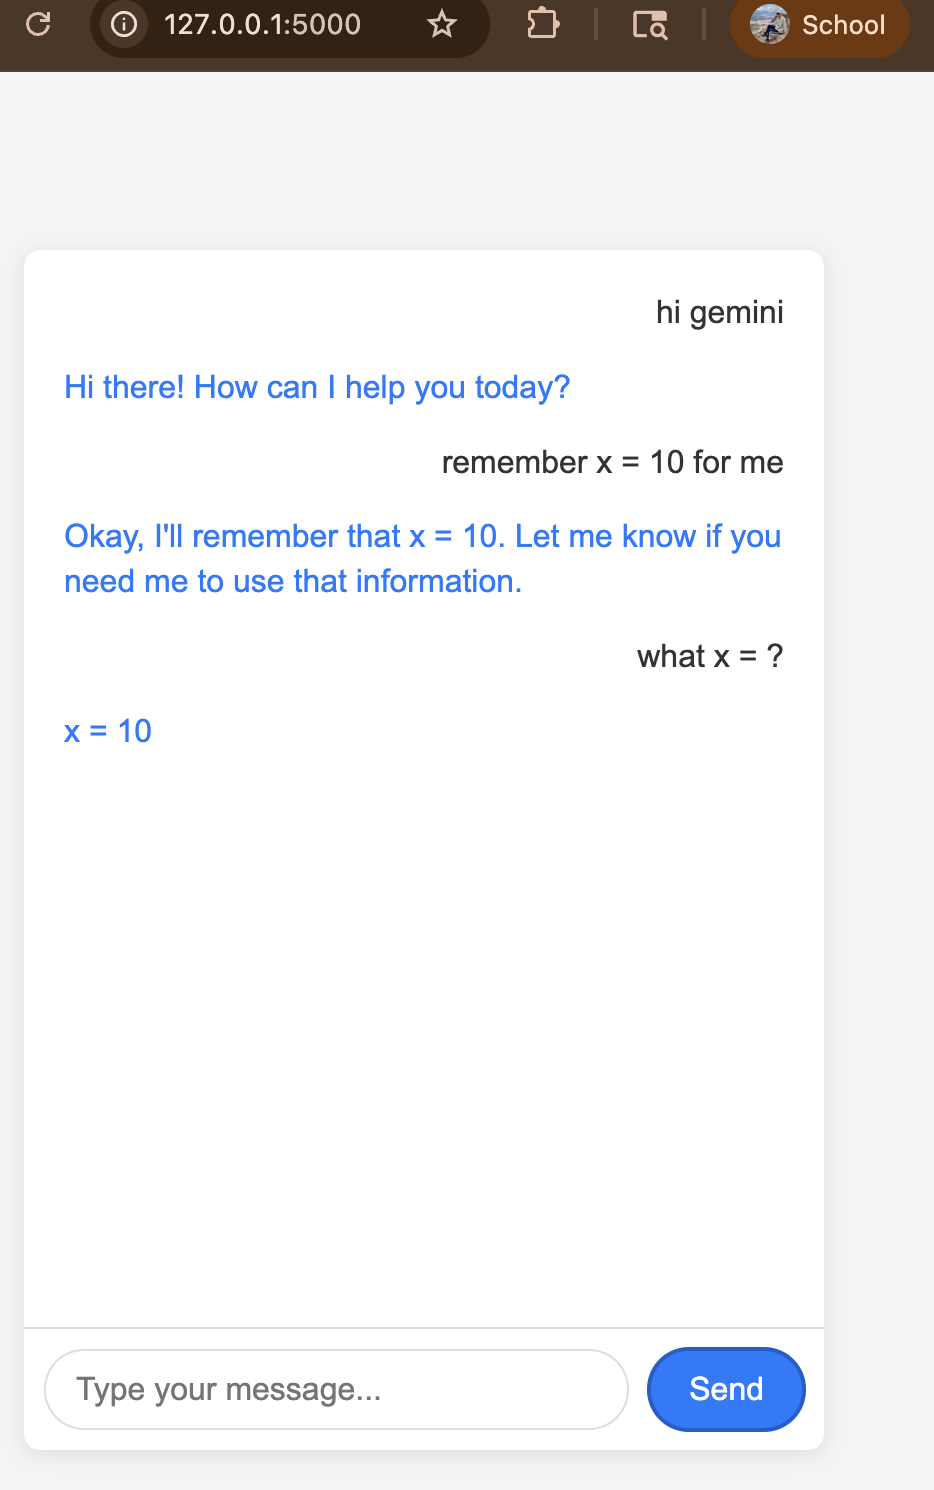 127.0.0.1:5000
School
hi gemini
Hi there! How can I help you today?
remember x = 10 for me
Okay, I'll remember that x = 10. Let me know if you
need me to use that information.
what x = ?
x = 10
Type your message...
Send